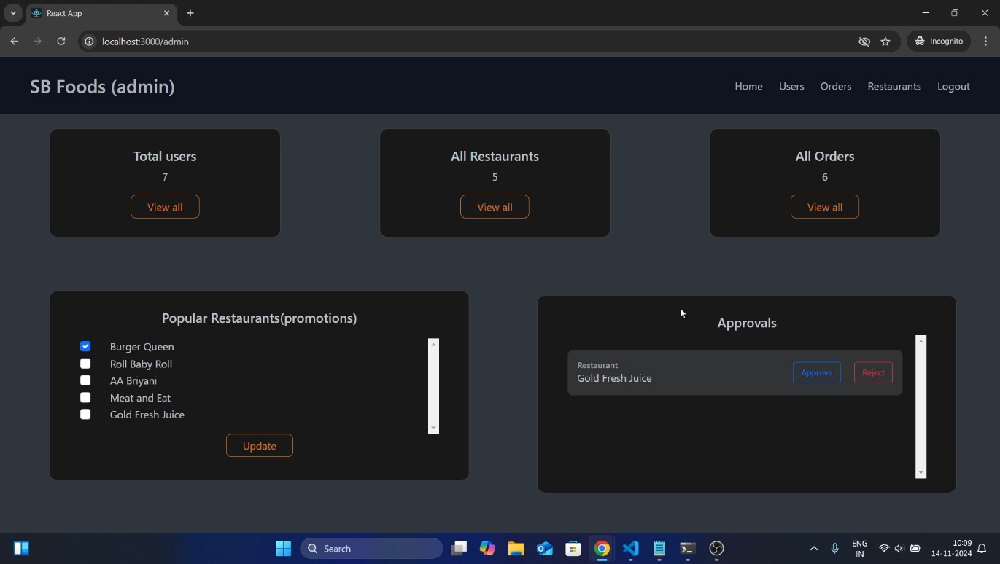 React App
localhost:3000/admin
Incognito
SB Foods (admin)
Home Users Orders Restaurants Logout
Total users
7
View all
All Restaurants
5
View all
All Orders
6
View all
Popular Restaurants(promotions)
Burger Queen
Roll Baby Roll
AA Briyani
Meat and Eat
Gold Fresh Juice
Update
Approvals
Restaurant
Gold Fresh Juice
Approve
Reject
Search
ENG
IN
10:09
14-11-2024